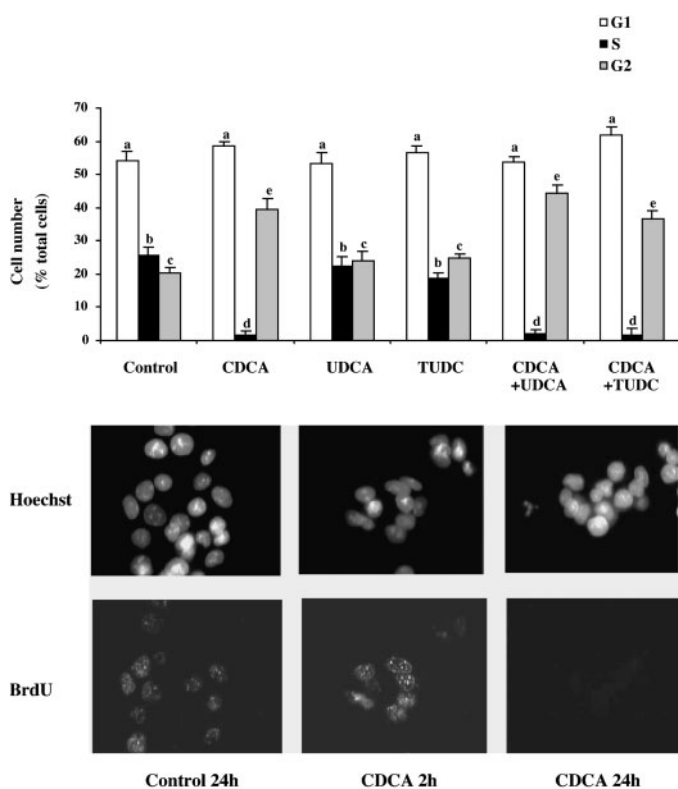 G1
S
G2
70
60
50
40
30
20
10
0
Cell number
(% total cells)
a b c
a d e
a b c
a b c
a d e
a d e
Control CDCA UDCA TUDC CDCA +UDCA CDCA +TUDC
Hoechst
BrdU
Control 24h CDCA 2h CDCA 24h